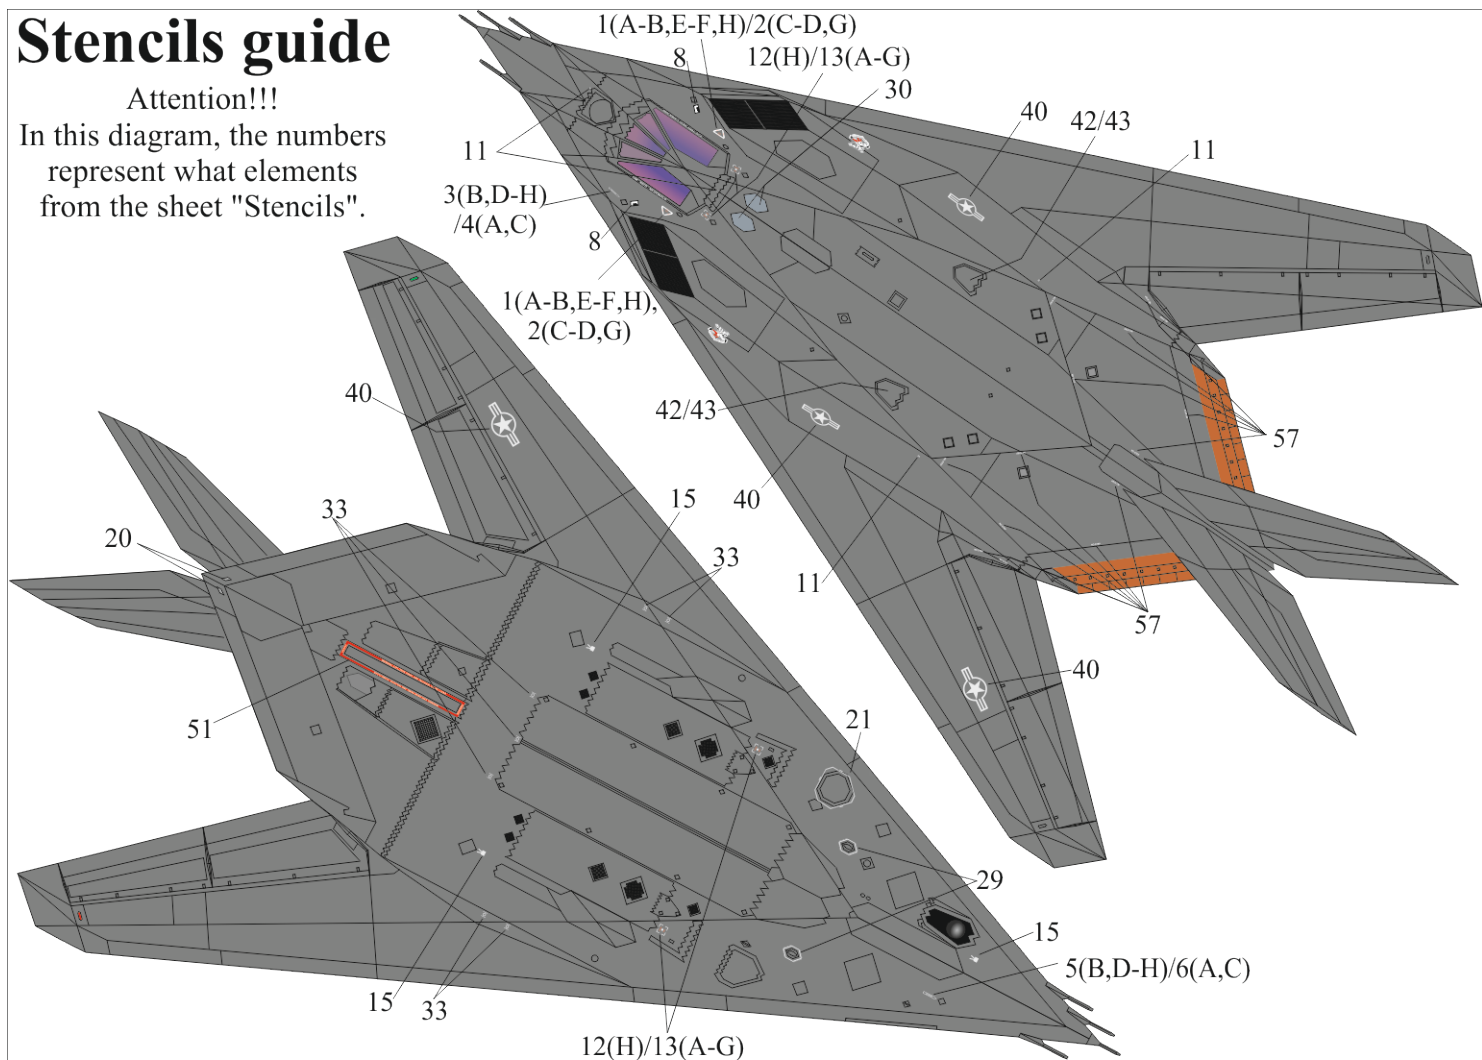 Stencils guide
Attention!!!
In this diagram, the numbers
represent what elements
from the sheet "Stencils".
1(A-B,E-F,H)/2(C-D,G)
8
12(H)/13(A-G)
30
40
42/43
11
11
3(B,D-H)
/4(A,C)
8
1(A-B,E-F,H),
2(C-D,G)
40
42/43
57
40
15
33
20
33
11
57
40
51
21
29
15
5(B,D-H)/6(A,C)
15
33
12(H)/13(A-G)